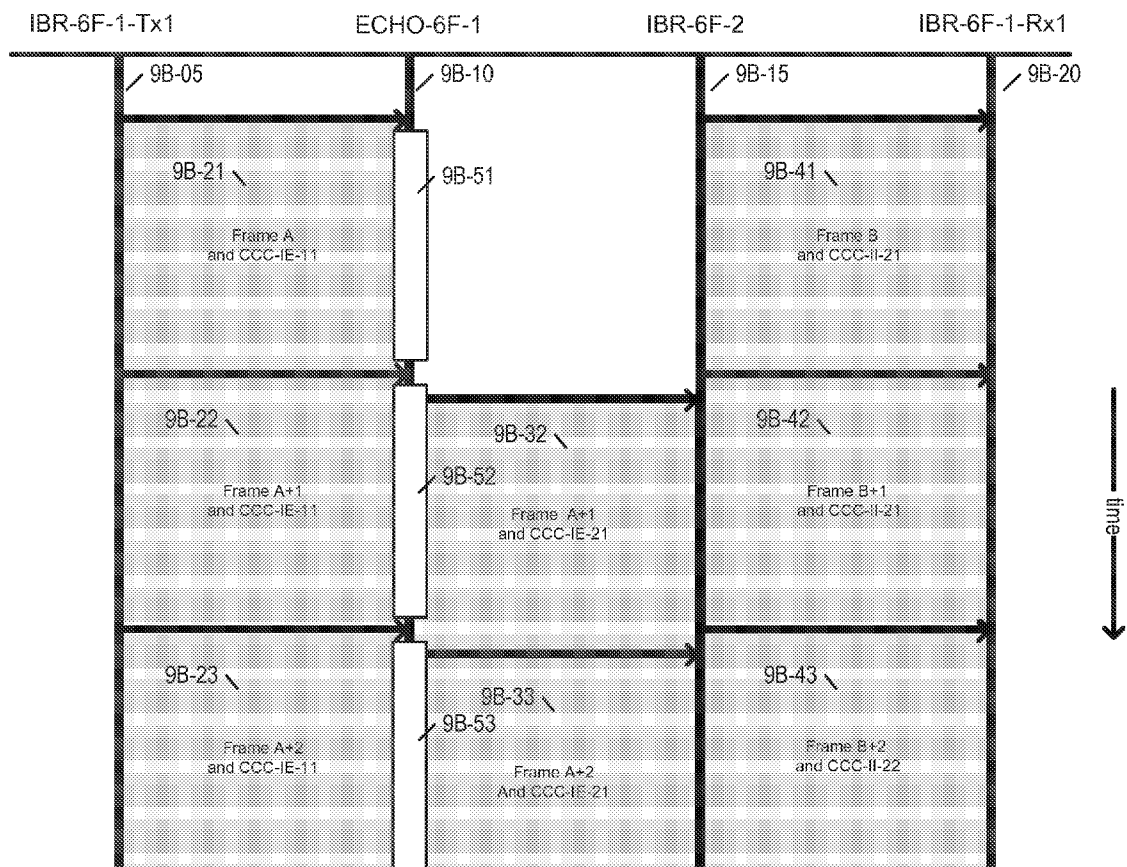 IBR-6F-1-Tx1 ECHO-6F-1 IBR-6F-2 IBR-6F-1-Rx1
9B-05 9B-10 9B-15 9B-20
9B-21 9B-51 9B-41
Frame A
and CCC-IE-11
Frame B
and CCC-II-21
9B-22 9B-32 9B-42
9B-52
Frame A+1
and CCC-IE-11
Frame A+1
and CCC-IE-21
Frame B+1
and CCC-II-21
time
9B-23 9B-33 9B-43
9B-53
Frame A+2
and CCC-IE-11
Frame A+2
And CCC-IE-21
Frame B+2
and CCC-II-22